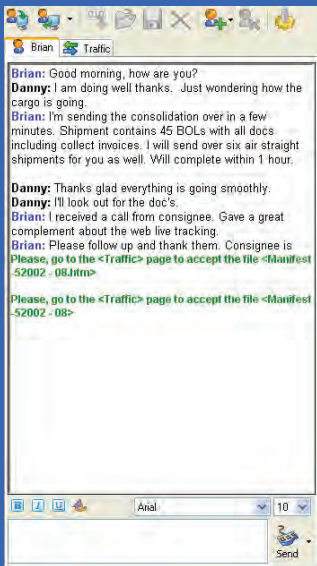 Brian Traffic
Brian: Good morning, how are you?
Danny: I am doing well thanks. Just wondering how the
cargo is going.
Brian: I'm sending the consolidation over in a few
minutes. Shipment contains 45 BOLs with all docs
including collect invoices. I will send over six air straight
shipments for you as well. Will complete within 1 hour.
Danny: Thanks glad everything is going smoothly.
Danny: I'll look out for the doc's.
Brian: I received a call from consignee. Gave a great
complement about the web live tracking.
Brian: Please follow up and thank them. Consignee is
Please, go to the <Traffic> page to accept the file <Manifest
-52002 - 08.htm>
Please, go to the <Traffic> page to accept the file <Manifest
-52002 - 08>
B I U Arial 10
Send